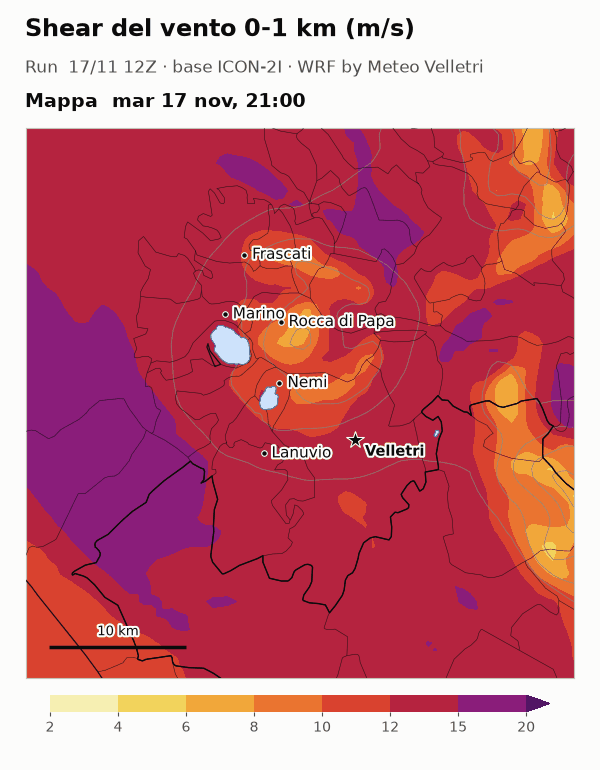 Shear del vento 0-1 km (m/s)
Run  17/11 12Z · base ICON-2I · WRF by Meteo Velletri
Mappa  mar 17 nov, 21:00
Frascati
Marino
Rocca di Papa
Nemi
Velletri
Lanuvio
10 km
2 4 6 8 10 12 15 20